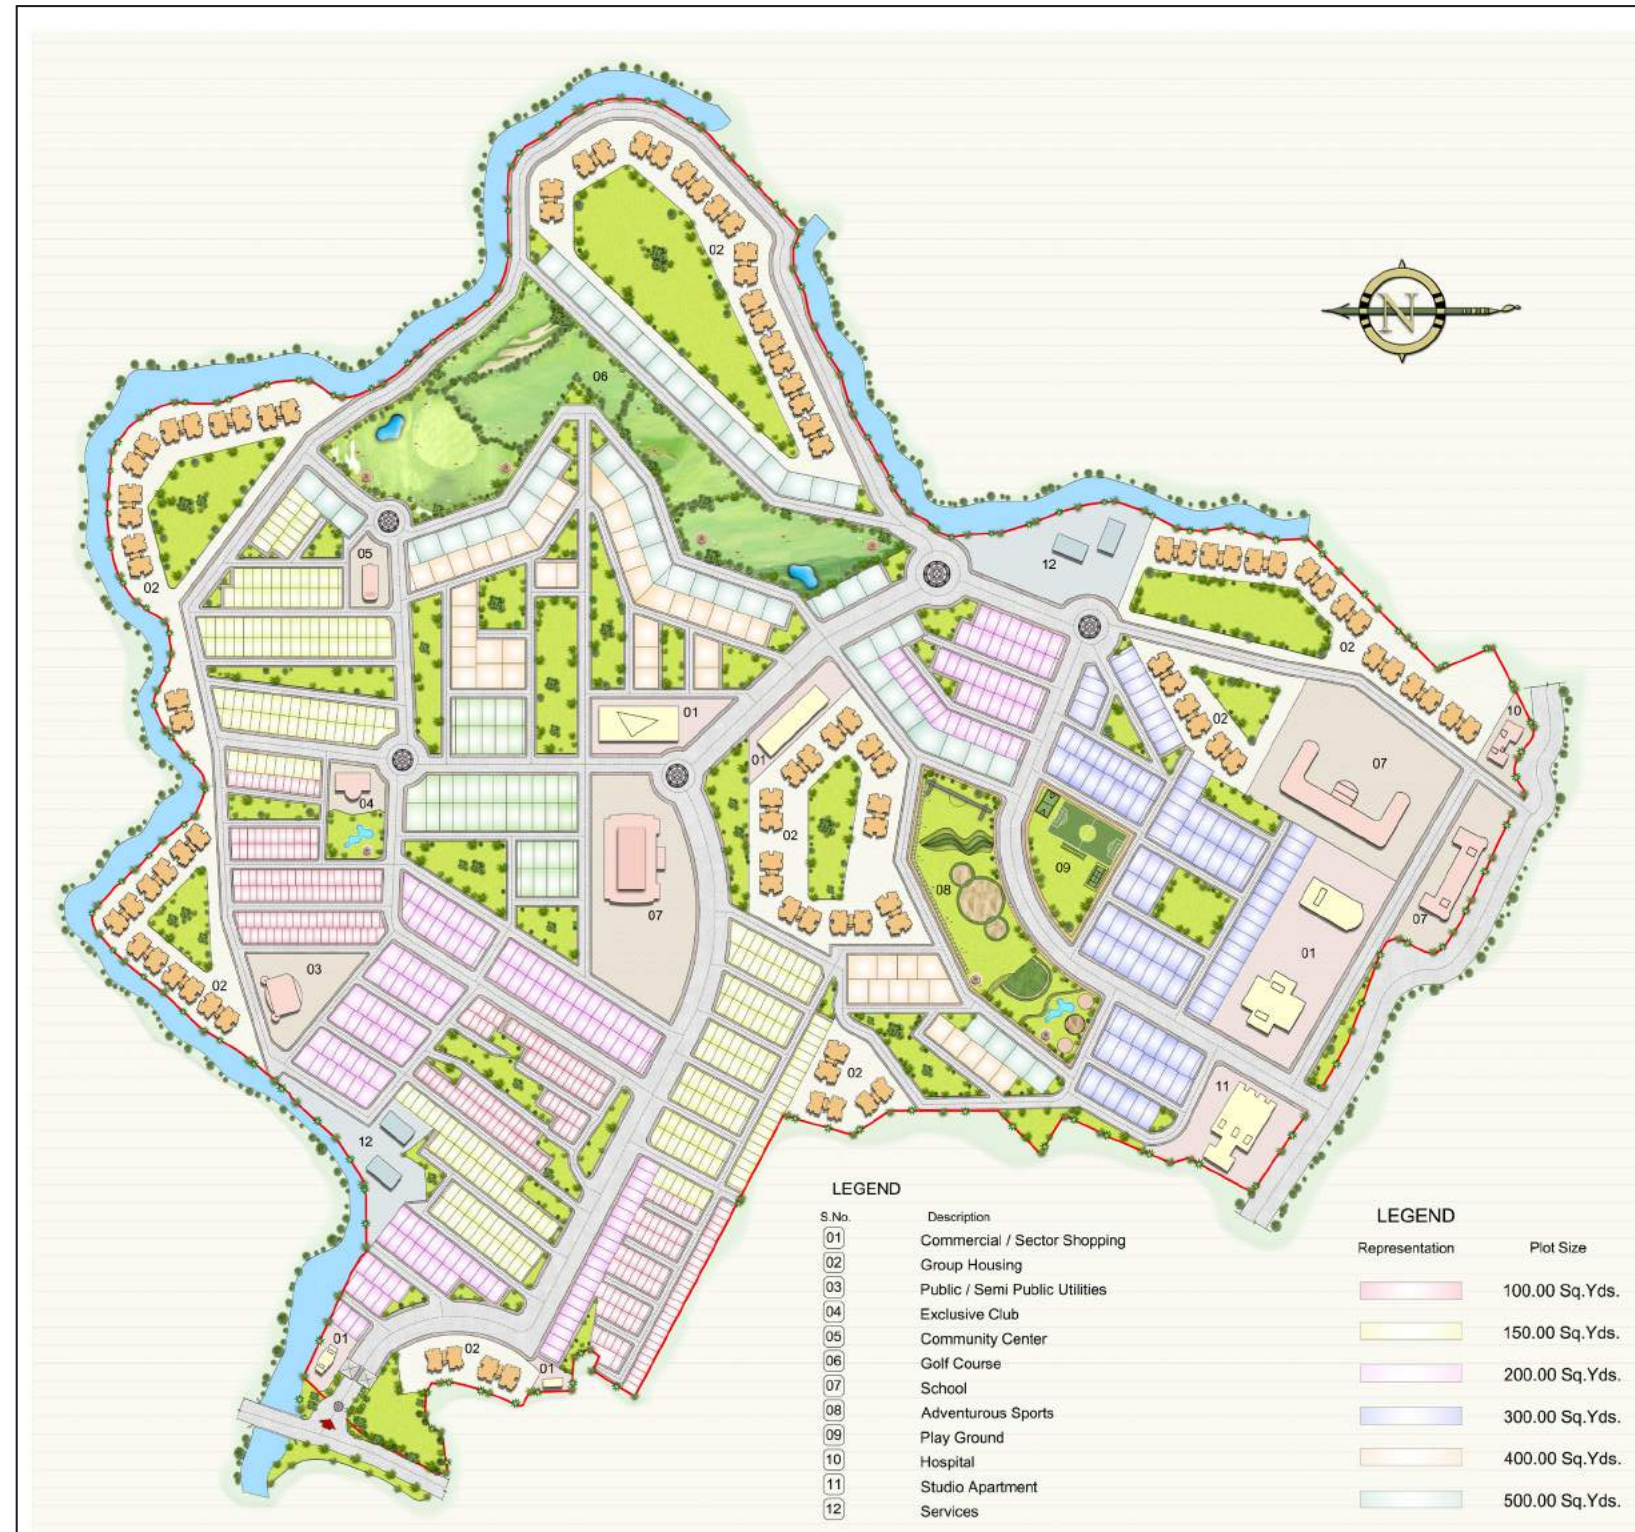 02
N
06
12
05
02
02
02
10
01
01
07
04
02
08
09
07
07
01
03
02
02
11
12
01
02
01
LEGEND
S.No. Description
01 Commercial / Sector Shopping
02 Group Housing
03 Public / Semi Public Utilities
04 Exclusive Club
05 Community Center
06 Golf Course
07 School
08 Adventurous Sports
09 Play Ground
10 Hospital
11 Studio Apartment
12 Services
LEGEND
Representation Plot Size
100.00 Sq.Yds.
150.00 Sq.Yds.
200.00 Sq.Yds.
300.00 Sq.Yds.
400.00 Sq.Yds.
500.00 Sq.Yds.